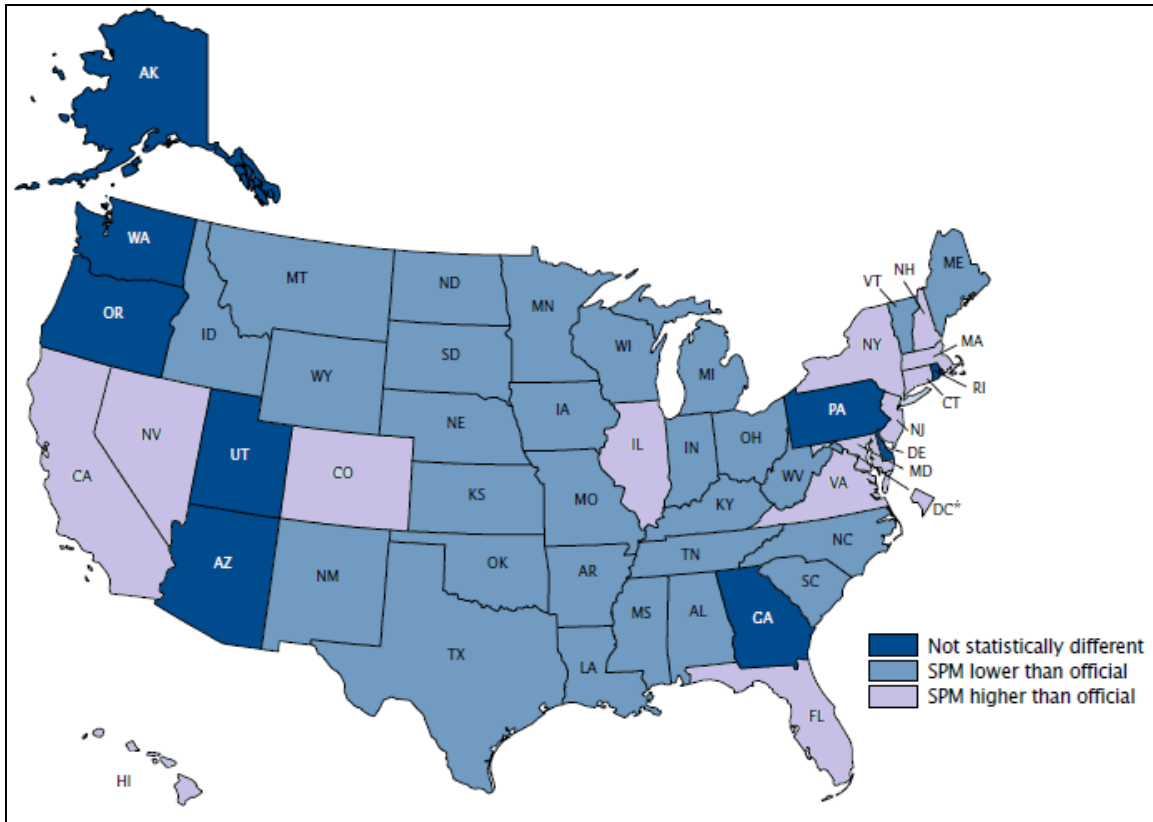 AK
WA
MT
ND
MN
ME
VT
NH
OR
ID
SD
WI
NY
MA
WY
MI
RI
CT
NE
IA
PA
NJ
NV
UT
CO
IL
IN
OH
DE
MD
CA
KS
MO
WV
VA
DC*
KY
AZ
NM
OK
AR
TN
NC
SC
MS
AL
GA
TX
LA
FL
HI
Not statistically different
SPM lower than official
SPM higher than official